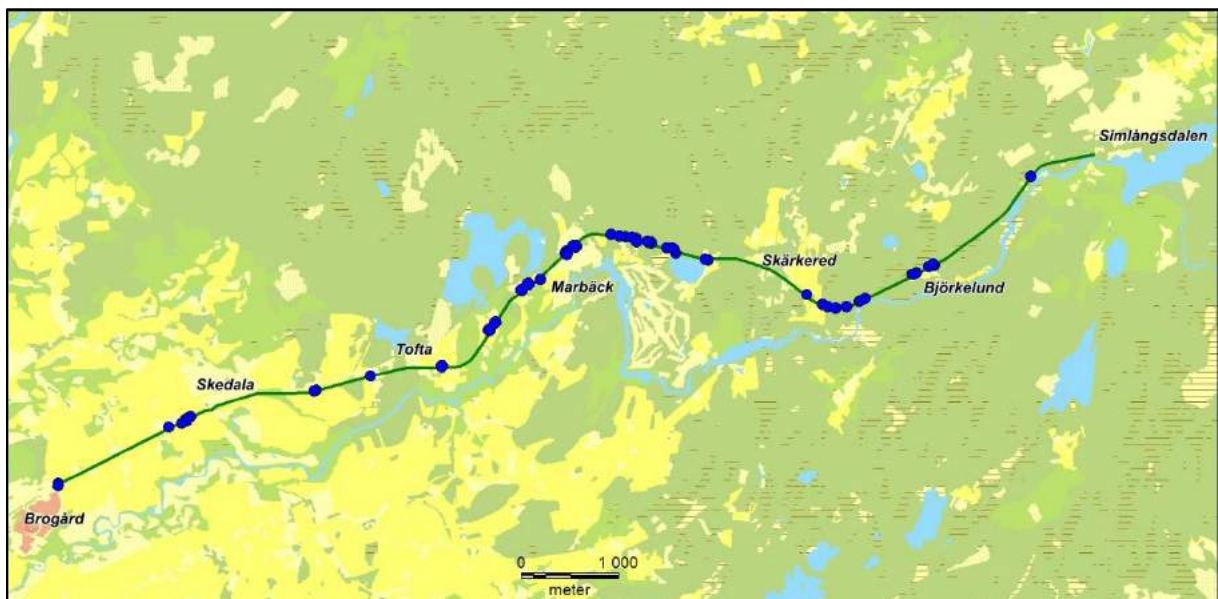 Simlångsdalen
Skärkered
Marbäck
Björkelund
Tofta
Skedala
Brogård
0 1 000
meter